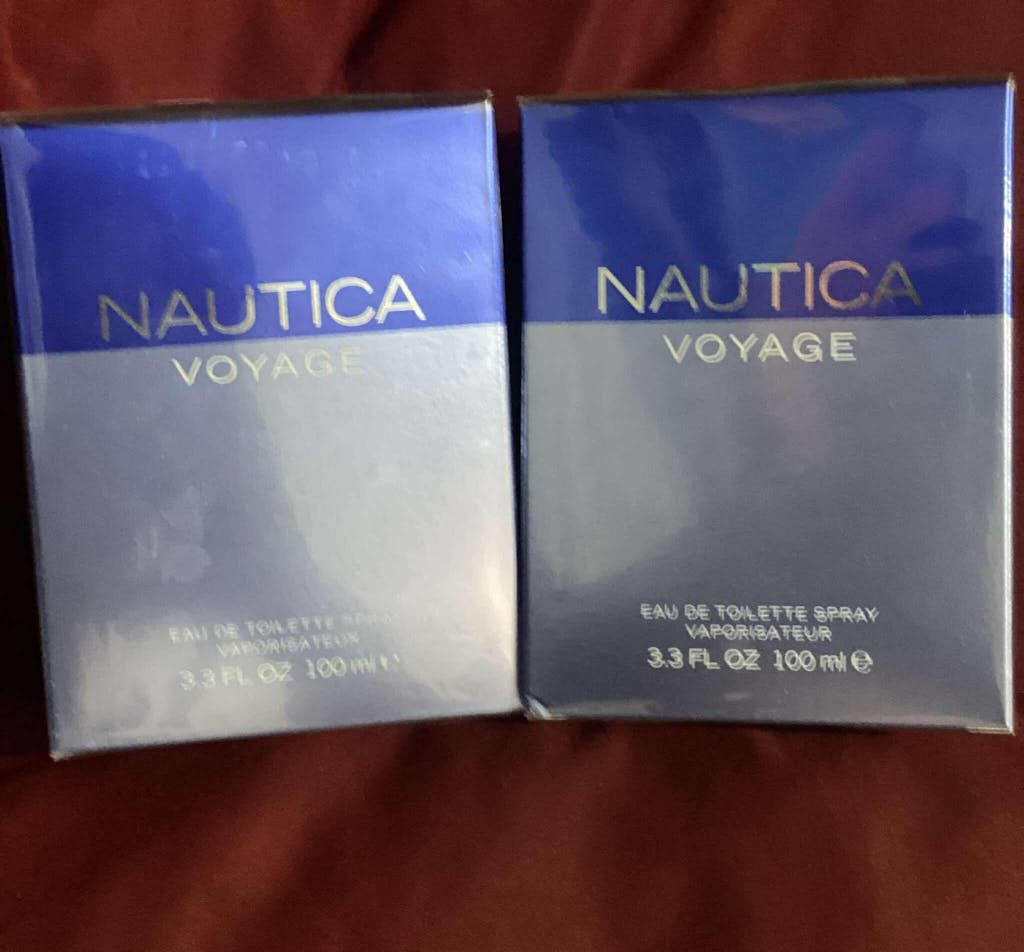 NAUTICA
VOYAGE
EAU DE TOILETTE SPRAY
VAPORISATEUR
3.3 FL OZ 100 ml ℮
NAUTICA
VOYAGE
EAU DE TOILETTE SPRAY
VAPORISATEUR
3.3 FL OZ 100 ml ℮